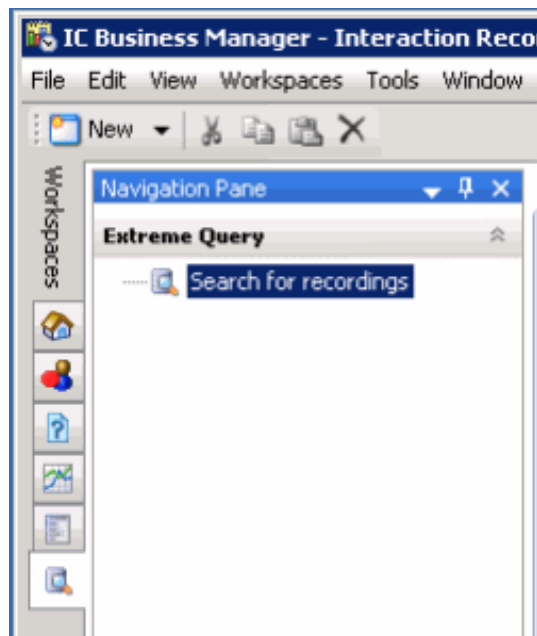 IC Business Manager - Interaction Reco
File Edit View Workspaces Tools Window
New
Workspaces
Navigation Pane
Extreme Query
Search for recordings